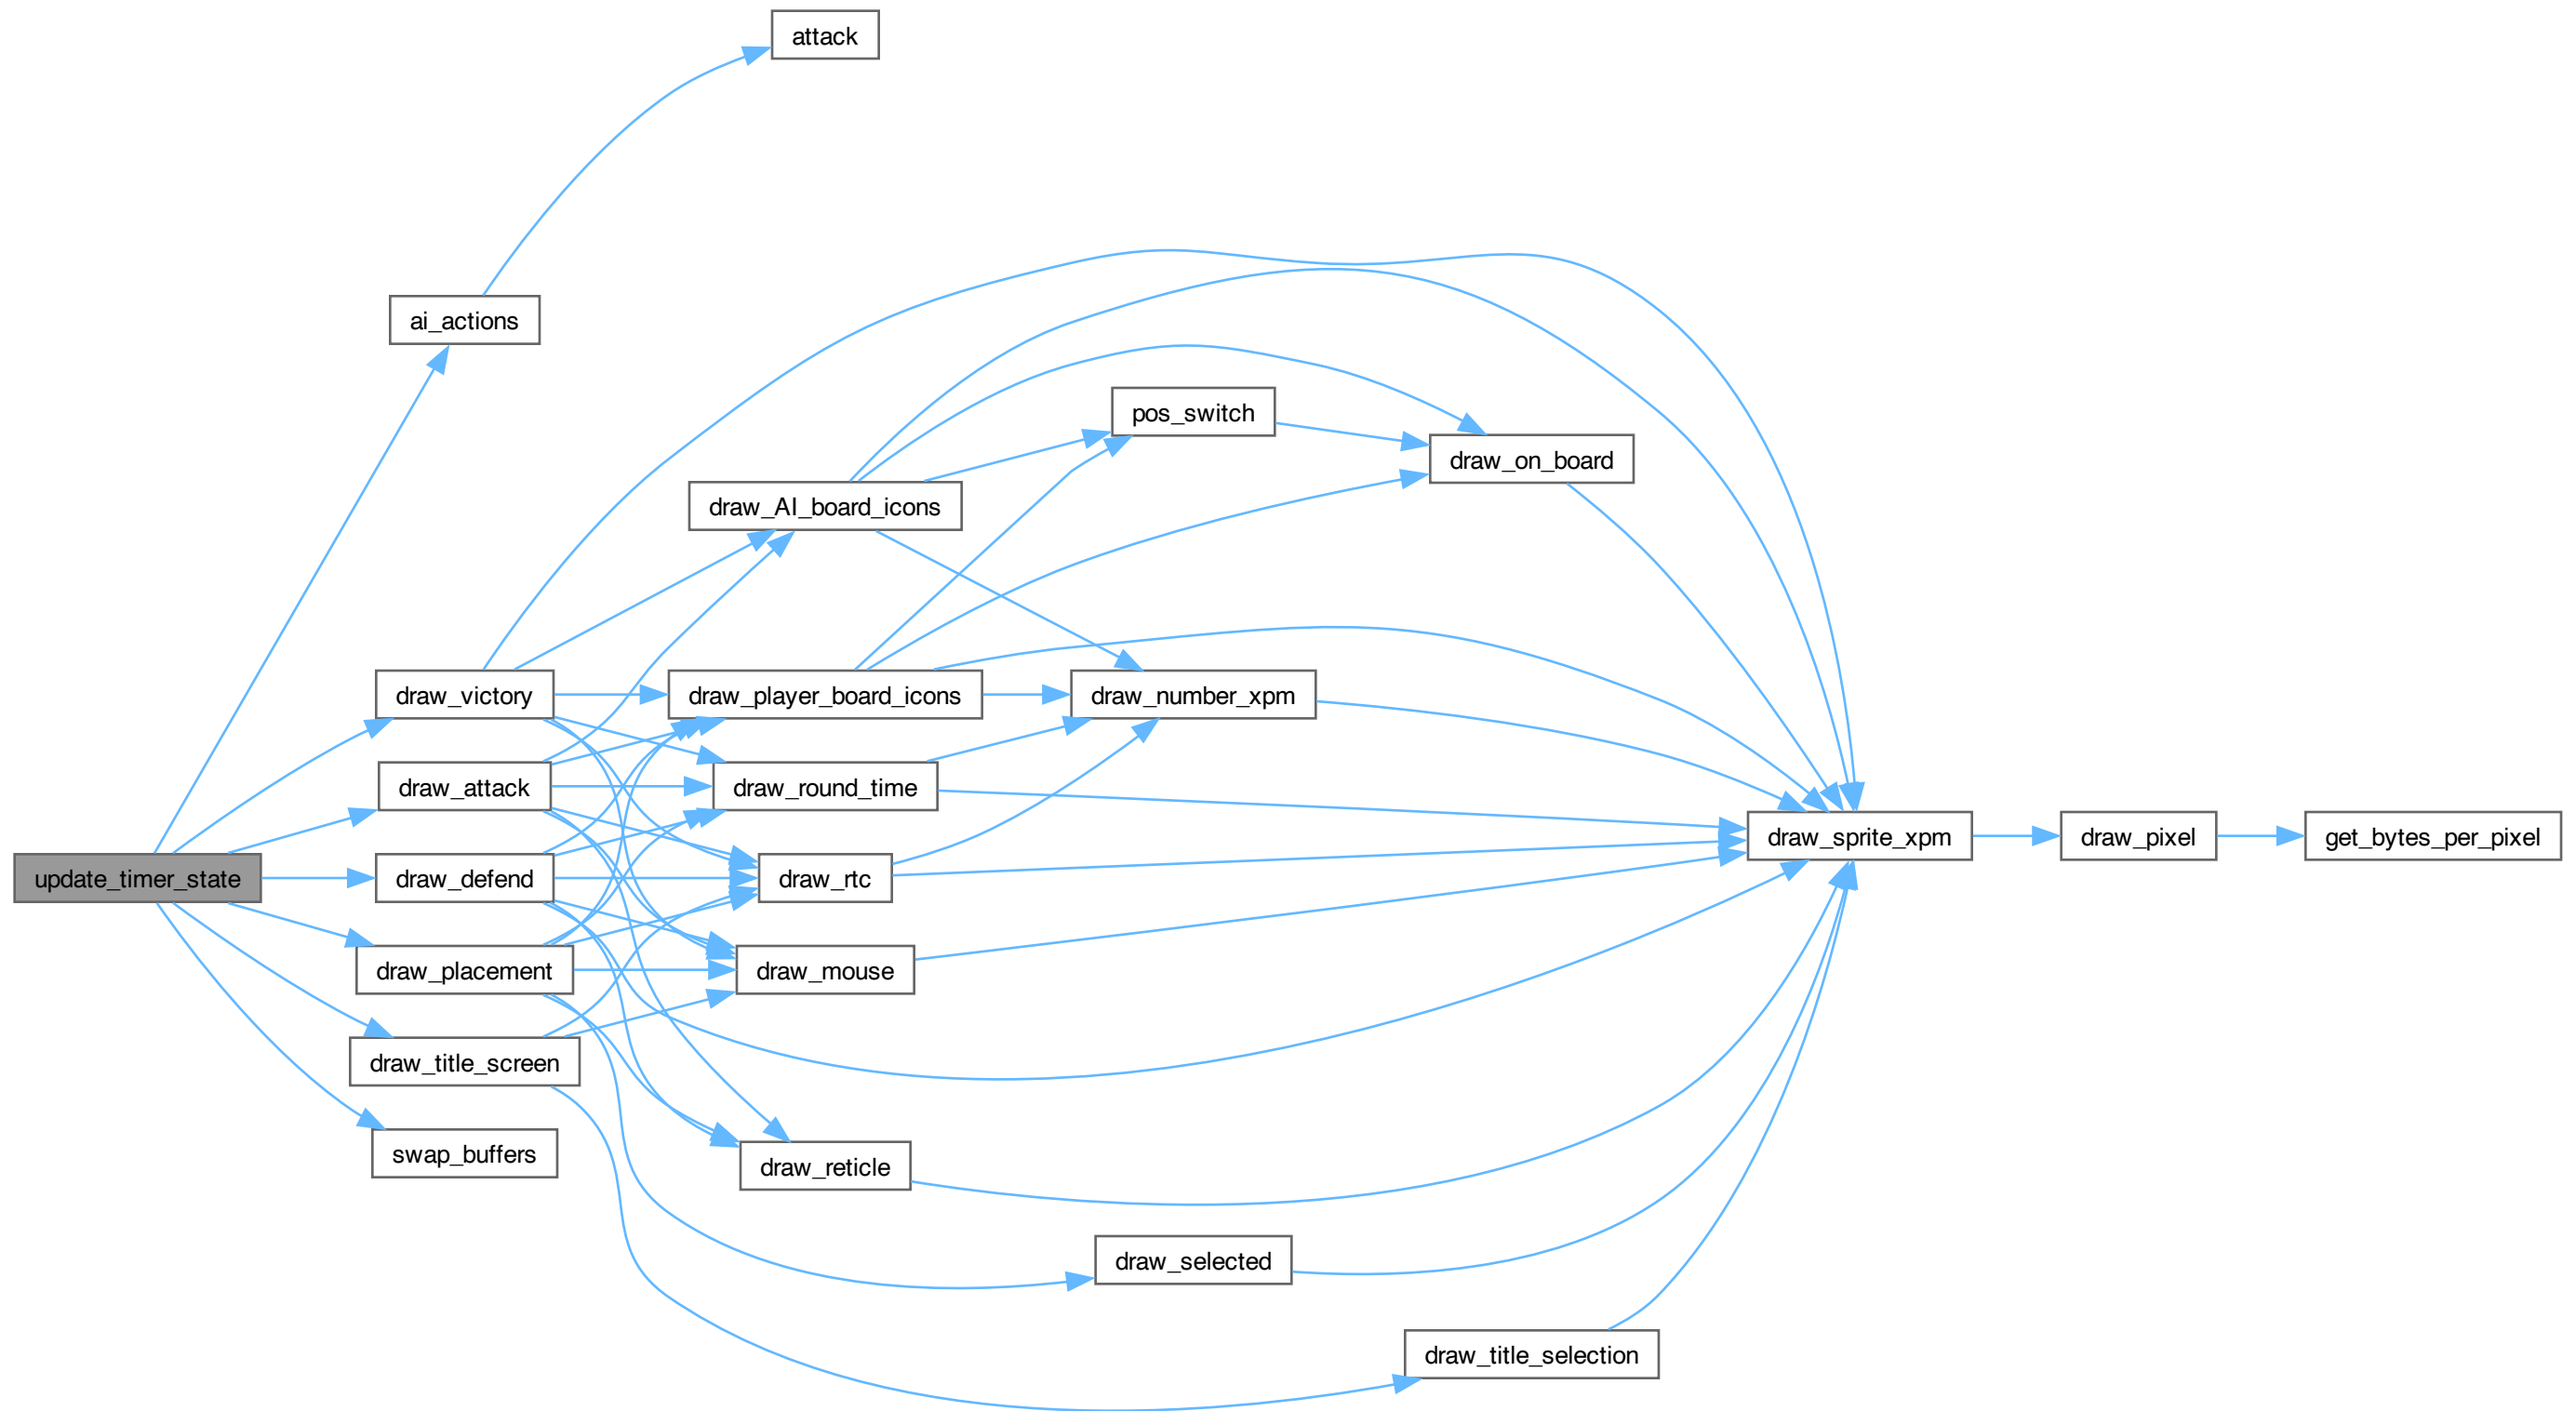 attack
ai_actions
pos_switch
draw_on_board
draw_AI_board_icons
draw_victory
draw_player_board_icons
draw_number_xpm
draw_attack
draw_round_time
draw_sprite_xpm
draw_pixel
get_bytes_per_pixel
update_timer_state
draw_defend
draw_rtc
draw_placement
draw_mouse
draw_title_screen
swap_buffers
draw_reticle
draw_selected
draw_title_selection